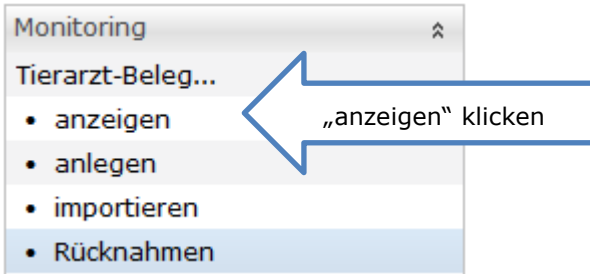 Monitoring
Tierarzt-Beleg...
• anzeigen
„anzeigen“ klicken
• anlegen
• importieren
• Rücknahmen